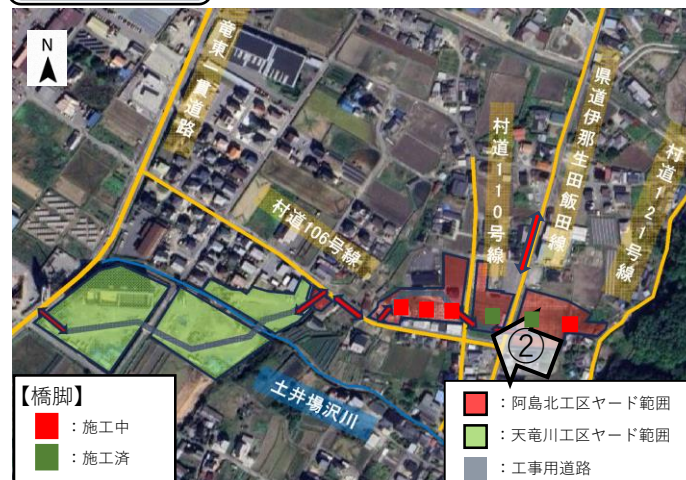 N
竜東一貫道路
村道106号線
村道110号線
県道伊那生田飯田線
村道121号線
土井場沢川
②
【橋脚】
：施工中
：施工済
：阿島北工区ヤード範囲
：天竜川工区ヤード範囲
：工事用道路